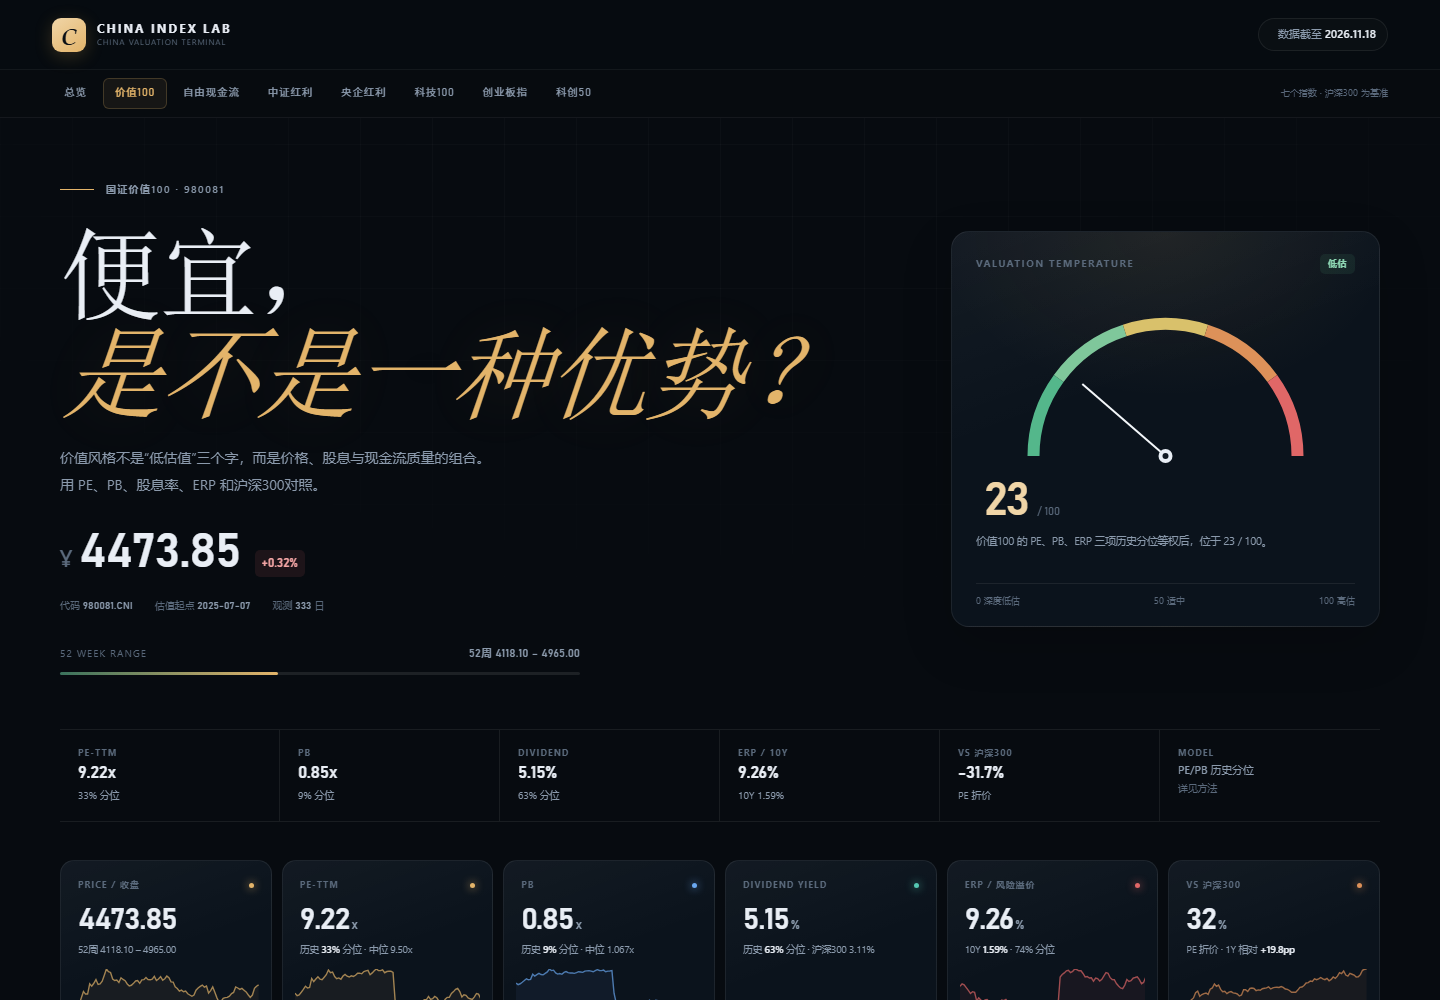 C
CHINA INDEX LAB
CHINA VALUATION TERMINAL
数据截至 2026.11.18
总览 价值100 自由现金流 中证红利 央企红利 科技100 创业板指 科创50
七个指数 · 沪深300 为基准
国证价值100 · 980081
便宜，
是不是一种优势？
价值风格不是“低估值”三个字，而是价格、股息与现金流质量的组合。
用 PE、PB、股息率、ERP 和沪深300对照。
¥ 4473.85 +0.32%
代码 980081.CNI 估值起点 2025-07-07 观测 333 日
52 WEEK RANGE 52周 4118.10 – 4965.00
VALUATION TEMPERATURE 低估
23 / 100
价值100 的 PE、PB、ERP 三项历史分位等权后，位于 23 / 100。
0 深度低估 50 适中 100 高估
PE-TTM
9.22x
33% 分位
PB
0.85x
9% 分位
DIVIDEND
5.15%
63% 分位
ERP / 10Y
9.26%
10Y 1.59%
VS 沪深300
−31.7%
PE 折价
MODEL
PE/PB 历史分位
详见方法
PRICE / 收盘
4473.85
52周 4118.10 – 4965.00
PE-TTM
9.22x
历史 33% 分位 · 中位 9.50x
PB
0.85x
历史 9% 分位 · 中位 1.067x
DIVIDEND YIELD
5.15%
历史 63% 分位 · 沪深300 3.11%
ERP / 风险溢价
9.26%
10Y 1.59% · 74% 分位
VS 沪深300
32%
PE 折价 · 1Y 相对 +19.8pp